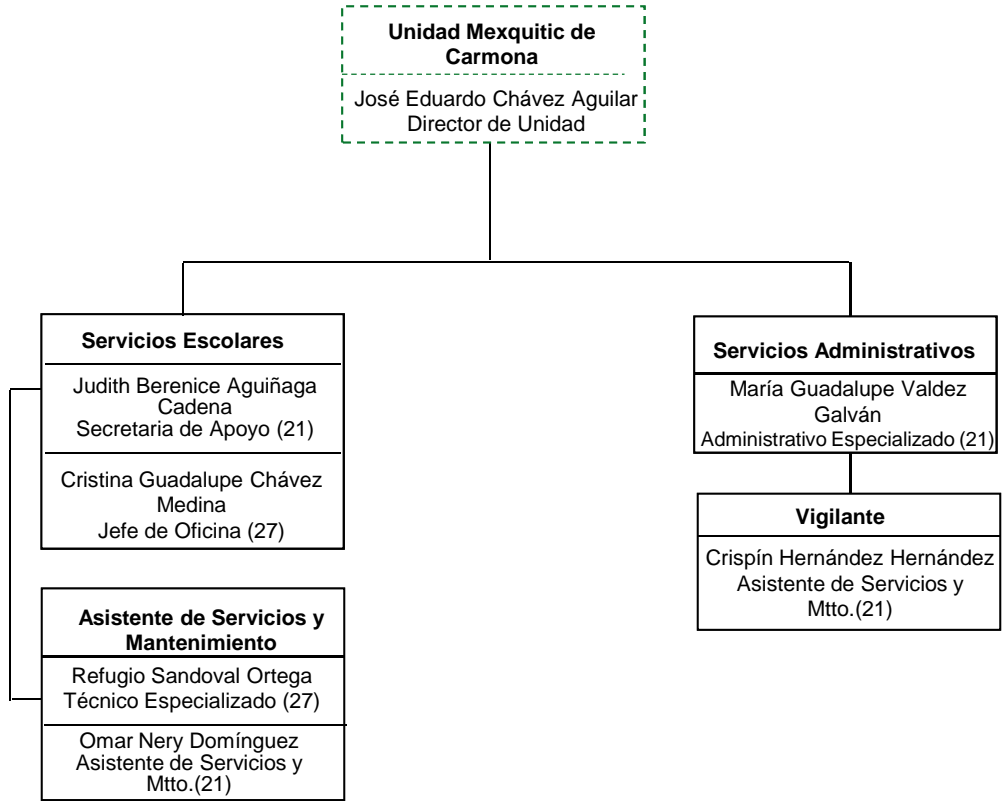 Unidad Mexquitic de
Carmona
José Eduardo Chávez Aguilar
Director de Unidad
Servicios Escolares
Judith Berenice Aguiñaga
Cadena
Secretaria de Apoyo (21)
Cristina Guadalupe Chávez
Medina
Jefe de Oficina (27)
Asistente de Servicios y
Mantenimiento
Refugio Sandoval Ortega
Técnico Especializado (27)
Omar Nery Domínguez
Asistente de Servicios y
Mtto.(21)
Servicios Administrativos
María Guadalupe Valdez
Galván
Administrativo Especializado (21)
Vigilante
Crispín Hernández Hernández
Asistente de Servicios y
Mtto.(21)